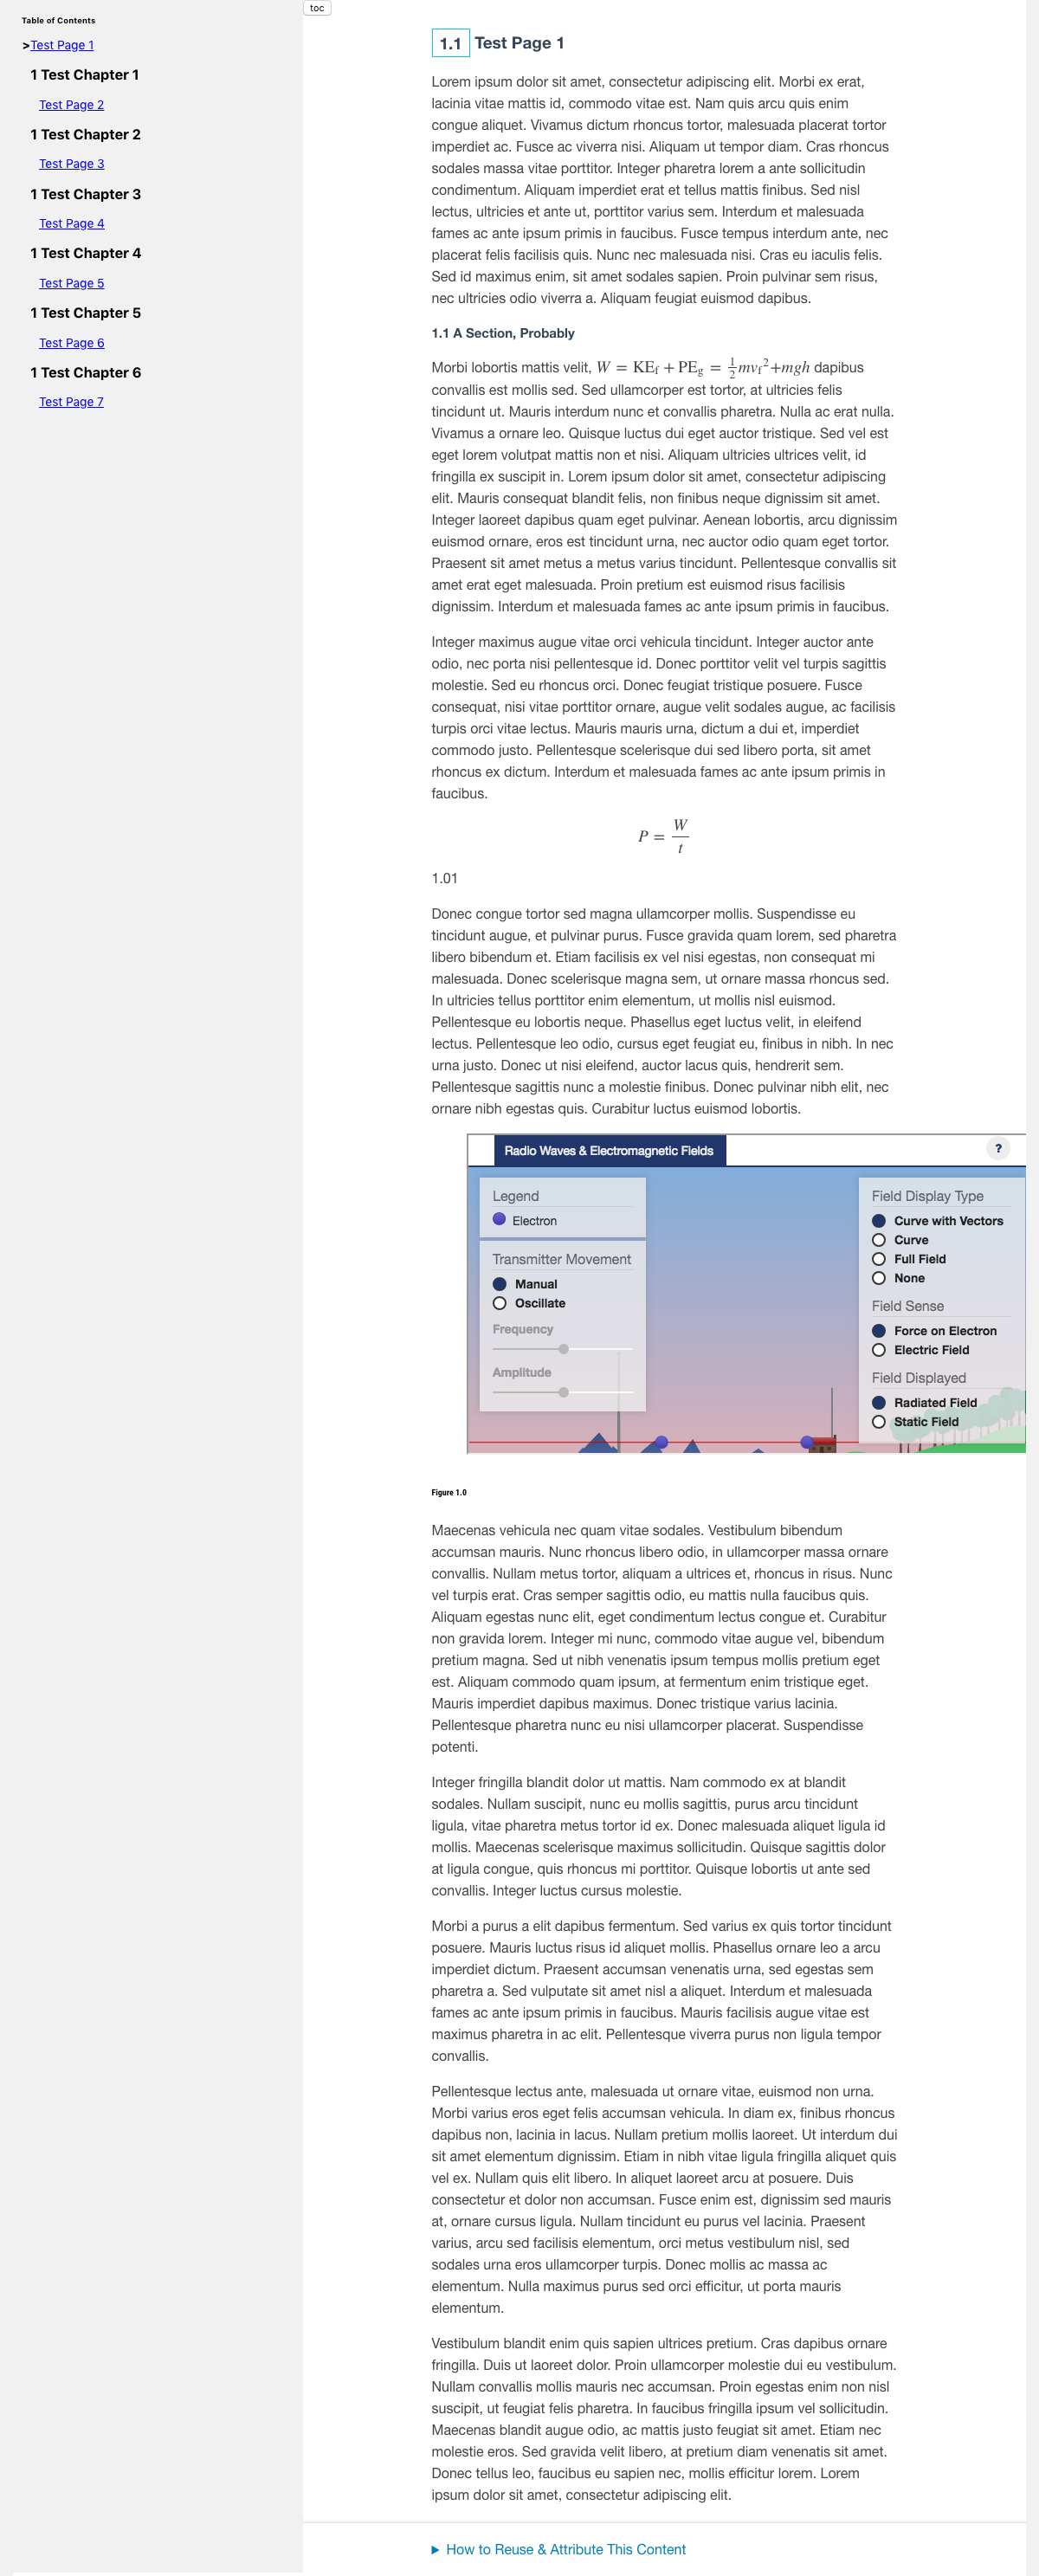 Table of Contents
>Test Page 1
1 Test Chapter 1
Test Page 2
1 Test Chapter 2
Test Page 3
1 Test Chapter 3
Test Page 4
1 Test Chapter 4
Test Page 5
1 Test Chapter 5
Test Page 6
1 Test Chapter 6
Test Page 7
toc
1.1 Test Page 1
Lorem ipsum dolor sit amet, consectetur adipiscing elit. Morbi ex erat,
lacinia vitae mattis id, commodo vitae est. Nam quis arcu quis enim
congue aliquet. Vivamus dictum rhoncus tortor, malesuada placerat tortor
imperdiet ac. Fusce ac viverra nisi. Aliquam ut tempor diam. Cras rhoncus
sodales massa vitae porttitor. Integer pharetra lorem a ante sollicitudin
condimentum. Aliquam imperdiet erat et tellus mattis finibus. Sed nisl
lectus, ultricies et ante ut, porttitor varius sem. Interdum et malesuada
fames ac ante ipsum primis in faucibus. Fusce tempus interdum ante, nec
placerat felis facilisis quis. Nunc nec malesuada nisi. Cras eu iaculis felis.
Sed id maximus enim, sit amet sodales sapien. Proin pulvinar sem risus,
nec ultricies odio viverra a. Aliquam feugiat euismod dapibus.
1.1 A Section, Probably
Morbi lobortis mattis velit, W = KE_f + PE_g = 1/2 mv_f² + mgh dapibus
convallis est mollis sed. Sed ullamcorper est tortor, at ultricies felis
tincidunt ut. Mauris interdum nunc et convallis pharetra. Nulla ac erat nulla.
Vivamus a ornare leo. Quisque luctus dui eget auctor tristique. Sed vel est
eget lorem volutpat mattis non et nisi. Aliquam ultricies ultrices velit, id
fringilla ex suscipit in. Lorem ipsum dolor sit amet, consectetur adipiscing
elit. Mauris consequat blandit felis, non finibus neque dignissim sit amet.
Integer laoreet dapibus quam eget pulvinar. Aenean lobortis, arcu dignissim
euismod ornare, eros est tincidunt urna, nec auctor odio quam eget tortor.
Praesent sit amet metus a metus varius tincidunt. Pellentesque convallis sit
amet erat eget malesuada. Proin pretium est euismod risus facilisis
dignissim. Interdum et malesuada fames ac ante ipsum primis in faucibus.
Integer maximus augue vitae orci vehicula tincidunt. Integer auctor ante
odio, nec porta nisi pellentesque id. Donec porttitor velit vel turpis sagittis
molestie. Sed eu rhoncus orci. Donec feugiat tristique posuere. Fusce
consequat, nisi vitae porttitor ornare, augue velit sodales augue, ac facilisis
turpis orci vitae lectus. Mauris mauris urna, dictum a dui et, imperdiet
commodo justo. Pellentesque scelerisque dui sed libero porta, sit amet
rhoncus ex dictum. Interdum et malesuada fames ac ante ipsum primis in
faucibus.
P = W/t
1.01
Donec congue tortor sed magna ullamcorper mollis. Suspendisse eu
tincidunt augue, et pulvinar purus. Fusce gravida quam lorem, sed pharetra
libero bibendum et. Etiam facilisis ex vel nisi egestas, non consequat mi
malesuada. Donec scelerisque magna sem, ut ornare massa rhoncus sed.
In ultricies tellus porttitor enim elementum, ut mollis nisl euismod.
Pellentesque eu lobortis neque. Phasellus eget luctus velit, in eleifend
lectus. Pellentesque leo odio, cursus eget feugiat eu, finibus in nibh. In nec
urna justo. Donec ut nisi eleifend, auctor lacus quis, hendrerit sem.
Pellentesque sagittis nunc a molestie finibus. Donec pulvinar nibh elit, nec
ornare nibh egestas quis. Curabitur luctus euismod lobortis.
Radio Waves & Electromagnetic Fields
?
Legend
Electron
Transmitter Movement
Manual
Oscillate
Frequency
Amplitude
Field Display Type
Curve with Vectors
Curve
Full Field
None
Field Sense
Force on Electron
Electric Field
Field Displayed
Radiated Field
Static Field
Figure 1.0
Maecenas vehicula nec quam vitae sodales. Vestibulum bibendum
accumsan mauris. Nunc rhoncus libero odio, in ullamcorper massa ornare
convallis. Nullam metus tortor, aliquam a ultrices et, rhoncus in risus. Nunc
vel turpis erat. Cras semper sagittis odio, eu mattis nulla faucibus quis.
Aliquam egestas nunc elit, eget condimentum lectus congue et. Curabitur
non gravida lorem. Integer mi nunc, commodo vitae augue vel, bibendum
pretium magna. Sed ut nibh venenatis ipsum tempus mollis pretium eget
est. Aliquam commodo quam ipsum, at fermentum enim tristique eget.
Mauris imperdiet dapibus maximus. Donec tristique varius lacinia.
Pellentesque pharetra nunc eu nisi ullamcorper placerat. Suspendisse
potenti.
Integer fringilla blandit dolor ut mattis. Nam commodo ex at blandit
sodales. Nullam suscipit, nunc eu mollis sagittis, purus arcu tincidunt
ligula, vitae pharetra metus tortor id ex. Donec malesuada aliquet ligula id
mollis. Maecenas scelerisque maximus sollicitudin. Quisque sagittis dolor
at ligula congue, quis rhoncus mi porttitor. Quisque lobortis ut ante sed
convallis. Integer luctus cursus molestie.
Morbi a purus a elit dapibus fermentum. Sed varius ex quis tortor tincidunt
posuere. Mauris luctus risus id aliquet mollis. Phasellus ornare leo a arcu
imperdiet dictum. Praesent accumsan venenatis urna, sed egestas sem
pharetra a. Sed vulputate sit amet nisl a aliquet. Interdum et malesuada
fames ac ante ipsum primis in faucibus. Mauris facilisis augue vitae est
maximus pharetra in ac elit. Pellentesque viverra purus non ligula tempor
convallis.
Pellentesque lectus ante, malesuada ut ornare vitae, euismod non urna.
Morbi varius eros eget felis accumsan vehicula. In diam ex, finibus rhoncus
dapibus non, lacinia in lacus. Nullam pretium mollis laoreet. Ut interdum dui
sit amet elementum dignissim. Etiam in nibh vitae ligula fringilla aliquet quis
vel ex. Nullam quis elit libero. In aliquet laoreet arcu at posuere. Duis
consectetur et dolor non accumsan. Fusce enim est, dignissim sed mauris
at, ornare cursus ligula. Nullam tincidunt eu purus vel lacinia. Praesent
varius, arcu sed facilisis elementum, orci metus vestibulum nisl, sed
sodales urna eros ullamcorper turpis. Donec mollis ac massa ac
elementum. Nulla maximus purus sed orci efficitur, ut porta mauris
elementum.
Vestibulum blandit enim quis sapien ultrices pretium. Cras dapibus ornare
fringilla. Duis ut laoreet dolor. Proin ullamcorper molestie dui eu vestibulum.
Nullam convallis mollis mauris nec accumsan. Proin egestas enim non nisl
suscipit, ut feugiat felis pharetra. In faucibus fringilla ipsum vel sollicitudin.
Maecenas blandit augue odio, ac mattis justo feugiat sit amet. Etiam nec
molestie eros. Sed gravida velit libero, at pretium diam venenatis sit amet.
Donec tellus leo, faucibus eu sapien nec, mollis efficitur lorem. Lorem
ipsum dolor sit amet, consectetur adipiscing elit.
How to Reuse & Attribute This Content